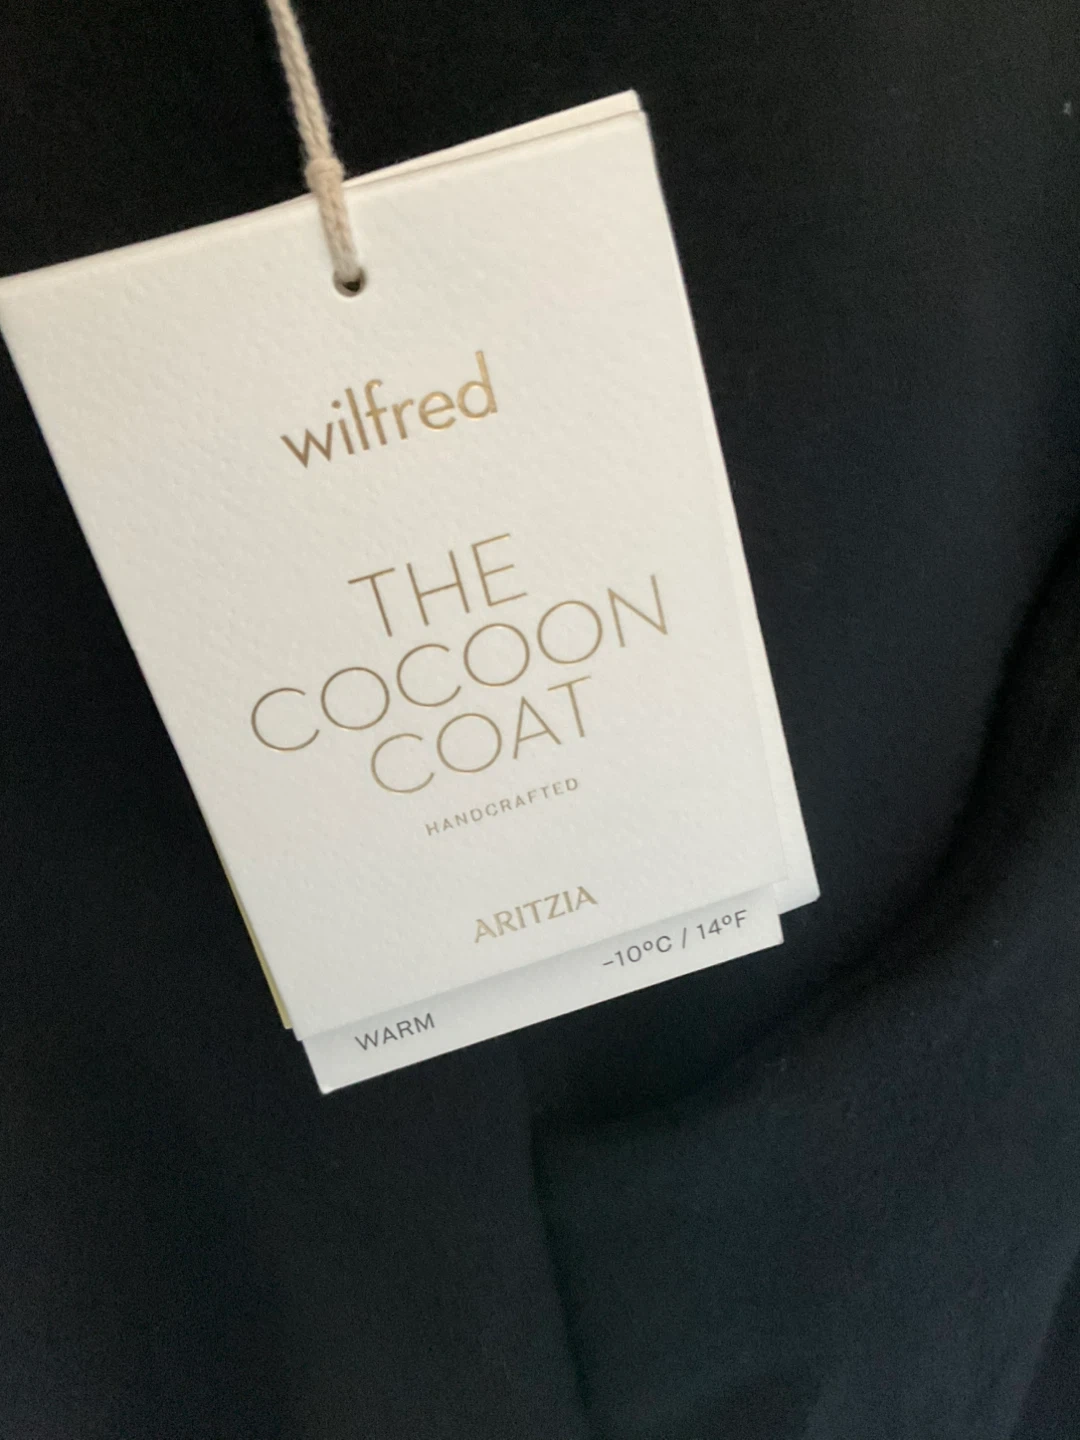 wilfred
THE
COCOON
COAT
HANDCRAFTED
ARITZIA
WARM -10°C / 14°F